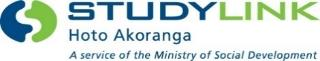 STUDYLINK
Hoto Akoranga
A service of the Ministry of Social Development